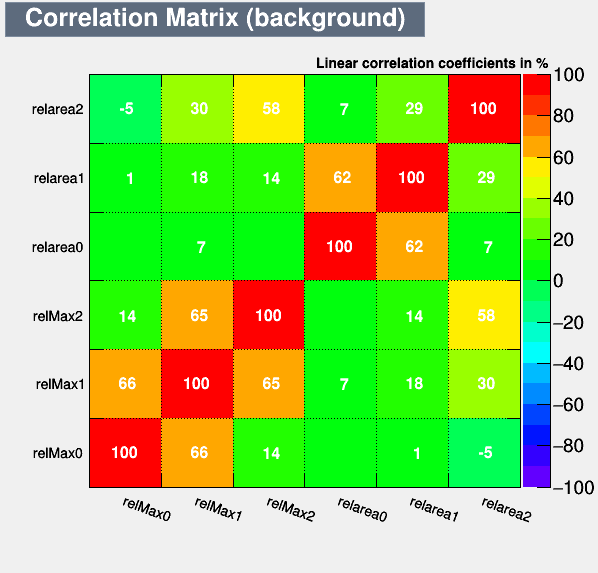 Correlation Matrix (background)
Linear correlation coefficients in %
relarea2 -5 30 58 7 29 100
relarea1 1 18 14 62 100 29
relarea0 7 100 62 7
relMax2 14 65 100 14 58
relMax1 66 100 65 7 18 30
relMax0 100 66 14 1 -5
relMax0 relMax1 relMax2 relarea0 relarea1 relarea2
100
80
60
40
20
0
−20
−40
−60
−80
−100